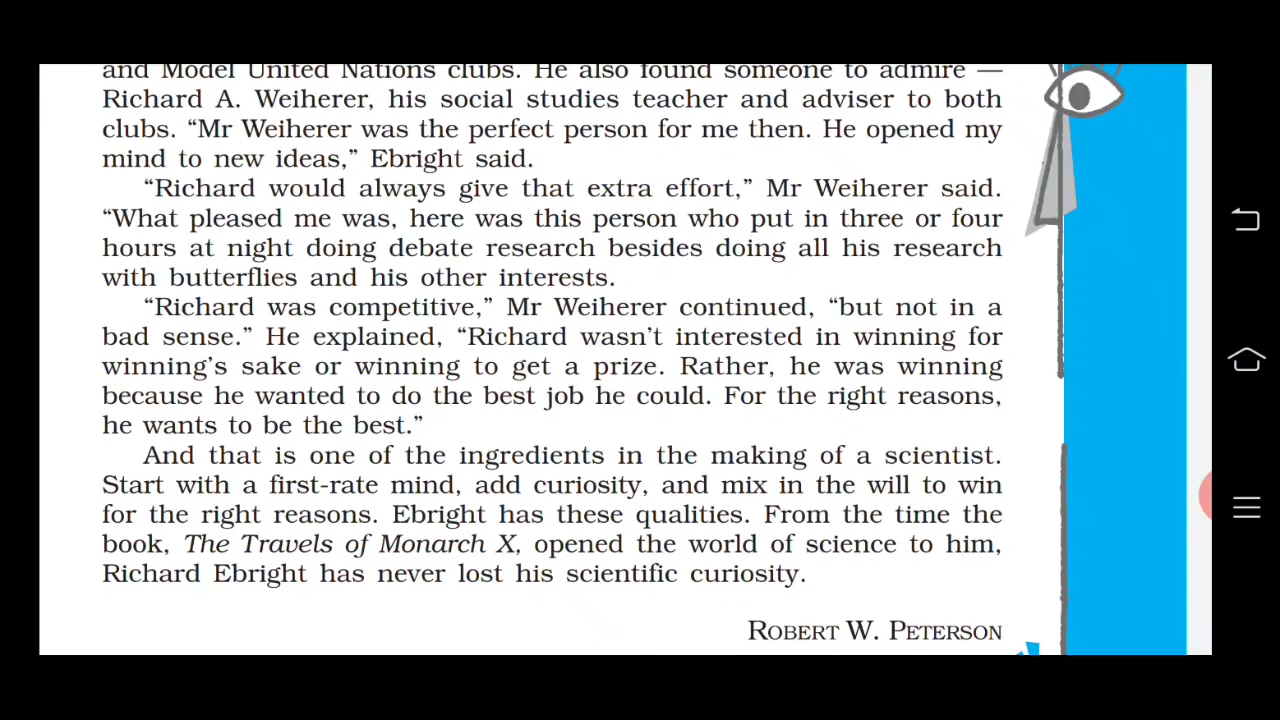 and Model United Nations clubs. He also found someone to admire —
Richard A. Weiherer, his social studies teacher and adviser to both
clubs. “Mr Weiherer was the perfect person for me then. He opened my
mind to new ideas,” Ebright said.
“Richard would always give that extra effort,” Mr Weiherer said.
“What pleased me was, here was this person who put in three or four
hours at night doing debate research besides doing all his research
with butterflies and his other interests.
“Richard was competitive,” Mr Weiherer continued, “but not in a
bad sense.” He explained, “Richard wasn’t interested in winning for
winning’s sake or winning to get a prize. Rather, he was winning
because he wanted to do the best job he could. For the right reasons,
he wants to be the best.”
And that is one of the ingredients in the making of a scientist.
Start with a first-rate mind, add curiosity, and mix in the will to win
for the right reasons. Ebright has these qualities. From the time the
book, The Travels of Monarch X, opened the world of science to him,
Richard Ebright has never lost his scientific curiosity.
ROBERT W. PETERSON